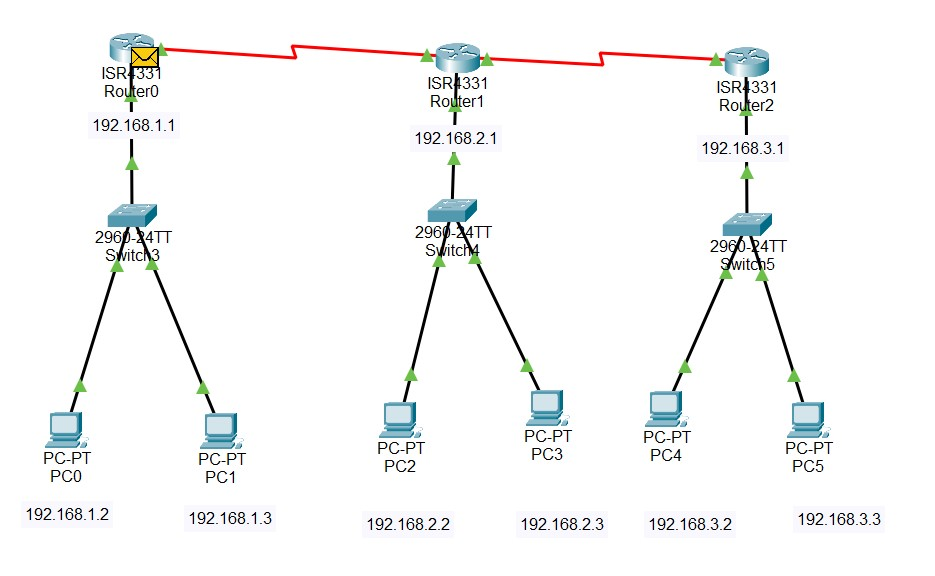 ISR4331
Router0
192.168.1.1
2960-24TT
Switch3
PC-PT
PC0
192.168.1.2
PC-PT
PC1
192.168.1.3
ISR4331
Router1
192.168.2.1
2960-24TT
Switch4
PC-PT
PC2
192.168.2.2
PC-PT
PC3
192.168.2.3
ISR4331
Router2
192.168.3.1
2960-24TT
Switch5
PC-PT
PC4
192.168.3.2
PC-PT
PC5
192.168.3.3